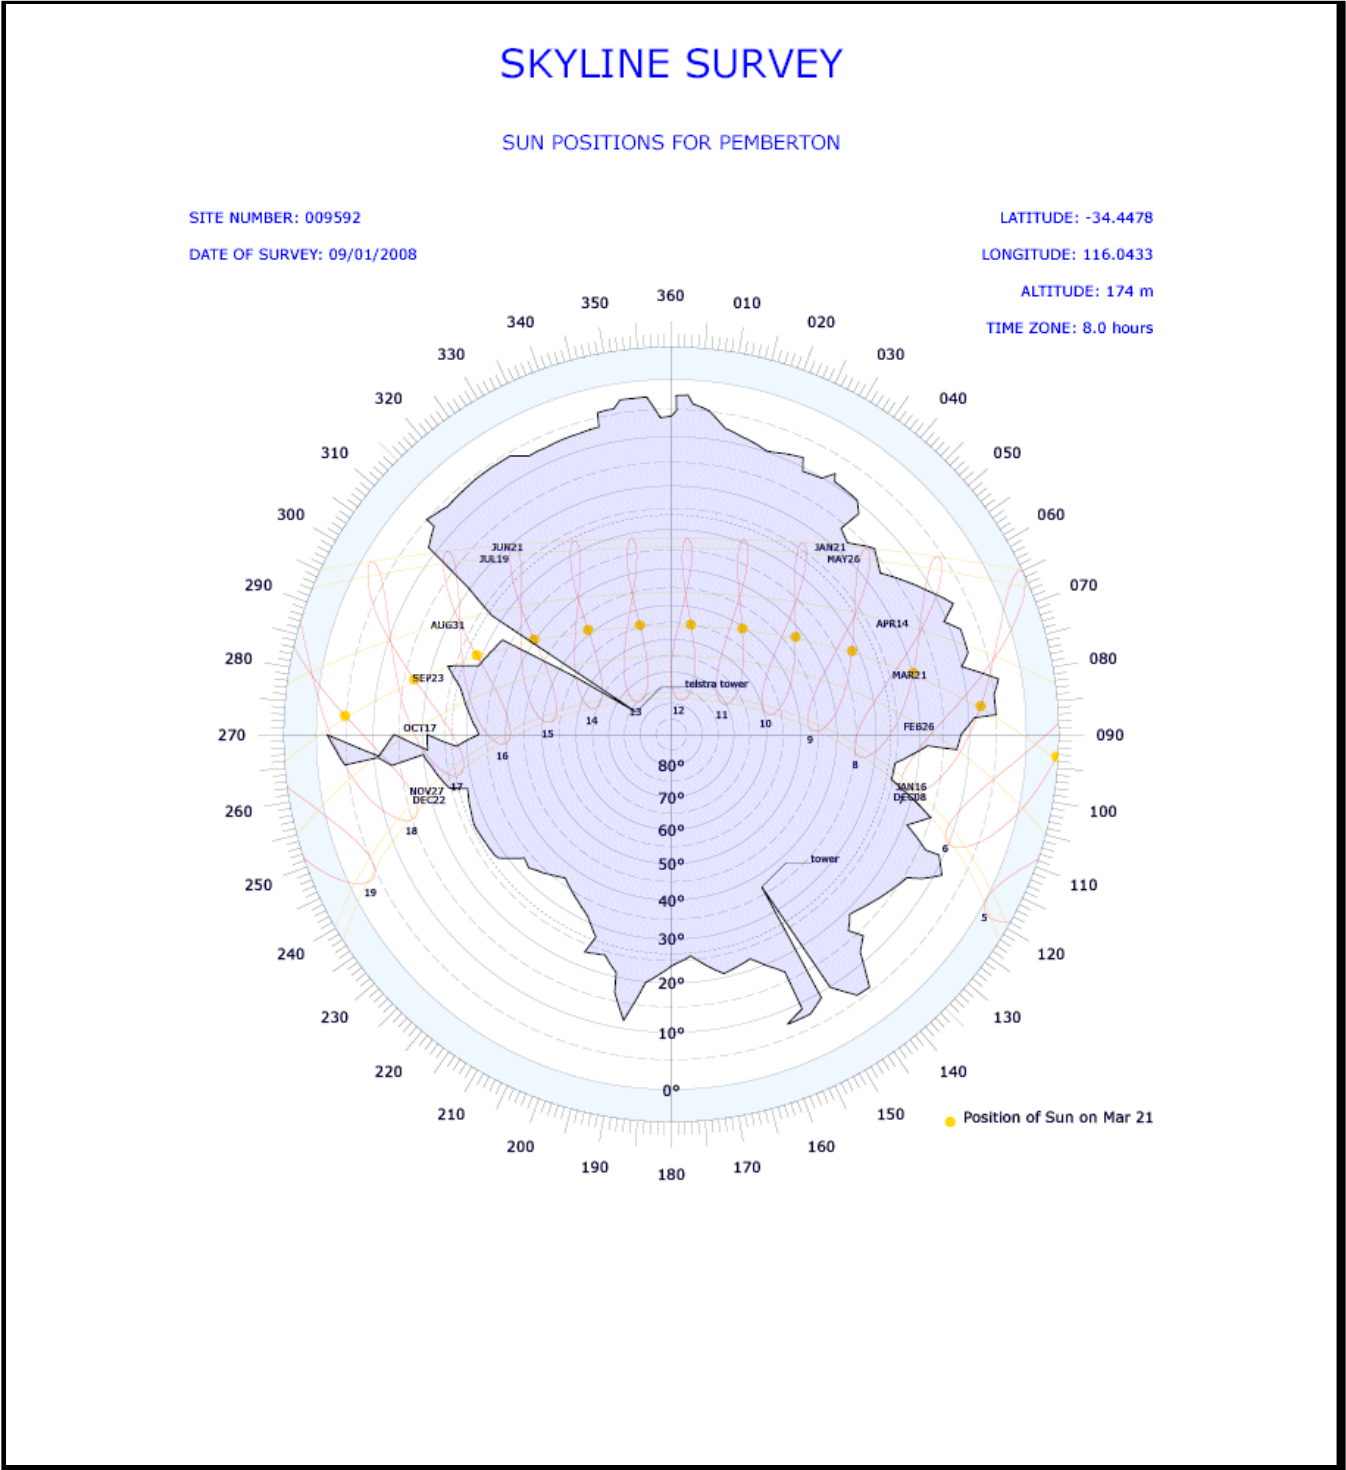 SKYLINE SURVEY
SUN POSITIONS FOR PEMBERTON
SITE NUMBER: 009592
LATITUDE: -34.4478
DATE OF SURVEY: 09/01/2008
LONGITUDE: 116.0433
ALTITUDE: 174 m
TIME ZONE: 8.0 hours
360
350
010
340
020
330
030
320
040
310
050
300
060
290
070
280
080
270
090
260
100
250
110
240
120
230
130
220
140
210
150
200
160
190
170
180
JUN21
JUL19
JAN21
MAY26
AUG31
APR14
SEP23
MAR21
telstra tower
OCT17
FEB26
13
12
11
14
10
15
9
16
8
17
7
NOV27
DEC22
JAN16
DEC08
18
6
19
5
tower
80°
70°
60°
50°
40°
30°
20°
10°
0°
Position of Sun on Mar 21